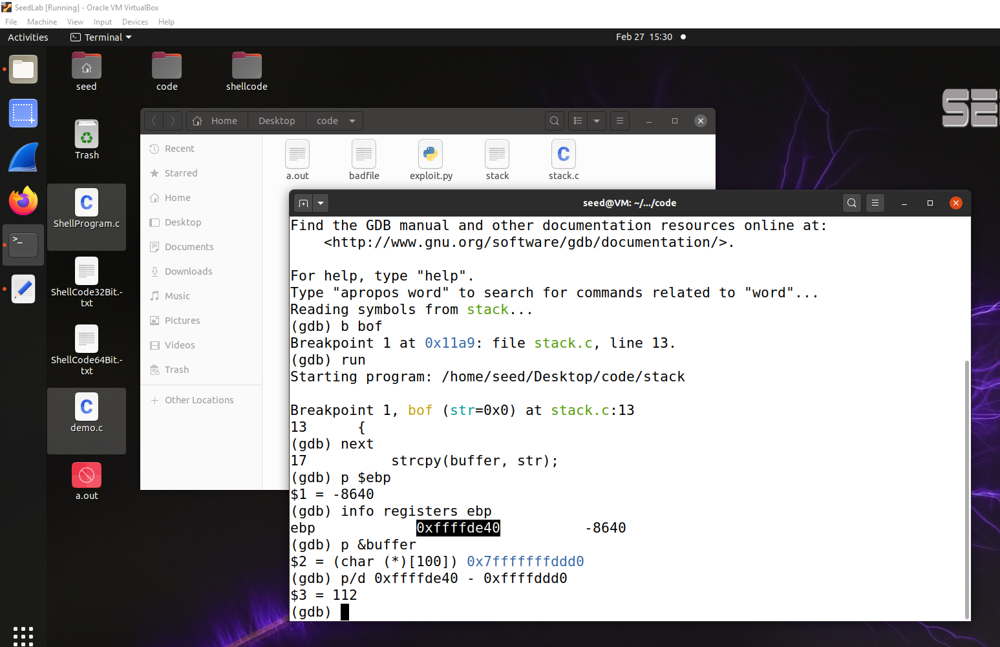 SeedLab [Running] - Oracle VM VirtualBox
File Machine View Input Devices Help
Activities Terminal Feb 27 15:30
seed code shellcode
SE
Trash
ShellProgram.c
ShellCode32Bit.-
txt
ShellCode64Bit.-
txt
demo.c
a.out
Home Desktop code
Recent
Starred
Home
Desktop
Documents
Downloads
Music
Pictures
Videos
Trash
Other Locations
a.out badfile exploit.py stack stack.c
seed@VM: ~/.../code
Find the GDB manual and other documentation resources online at:
    <http://www.gnu.org/software/gdb/documentation/>.
For help, type "help".
Type "apropos word" to search for commands related to "word"...
Reading symbols from stack...
(gdb) b bof
Breakpoint 1 at 0x11a9: file stack.c, line 13.
(gdb) run
Starting program: /home/seed/Desktop/code/stack
Breakpoint 1, bof (str=0x0) at stack.c:13
13      {
(gdb) next
17          strcpy(buffer, str);
(gdb) p $ebp
$1 = -8640
(gdb) info registers ebp
ebp            0xffffde40          -8640
(gdb) p &buffer
$2 = (char (*)[100]) 0x7fffffffddd0
(gdb) p/d 0xffffde40 - 0xffffddd0
$3 = 112
(gdb)